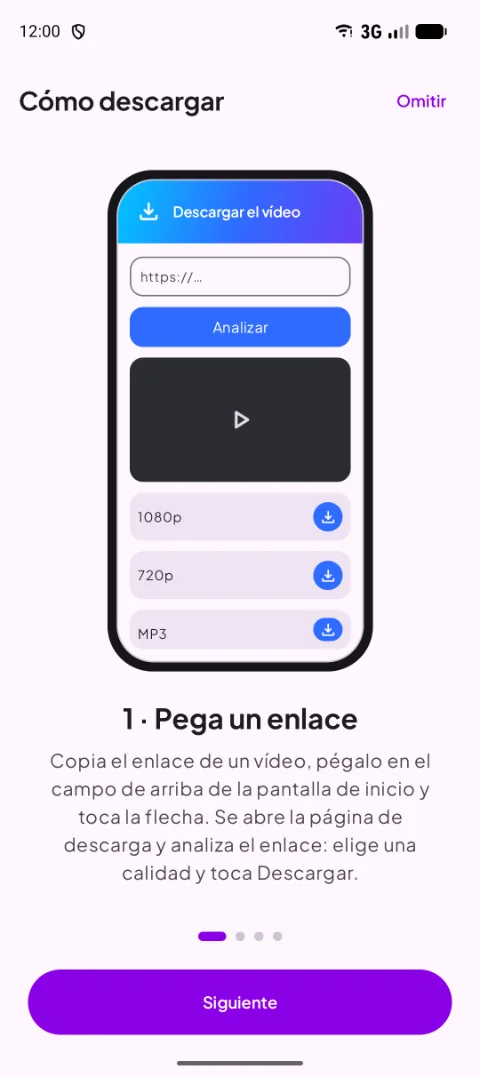 12:00
3G
Cómo descargar
Omitir
Descargar el vídeo
https://…
Analizar
1080p
720p
MP3
1 · Pega un enlace
Copia el enlace de un vídeo, pégalo en el
campo de arriba de la pantalla de inicio y
toca la flecha. Se abre la página de
descarga y analiza el enlace: elige una
calidad y toca Descargar.
Siguiente